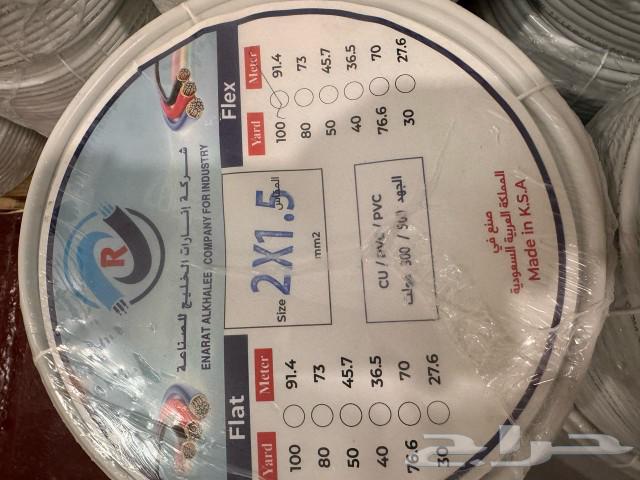 شركة إنارات الخليج للصناعة
ENARAT ALKHALEEJ COMPANY FOR INDUSTRY
R
Flex
Yard Meter
100 91.4
80 73
50 45.7
40 36.5
76.6 70
30 27.6
المقاس
Size 2X1.5 mm2
CU / PVC / PVC
الجهد 500 / 300 فولت
Flat
Yard Meter
100 91.4
80 73
50 45.7
40 36.5
76.6 70
30 27.6
صنع في
المملكة العربية السعودية
Made in K.S.A
حراج